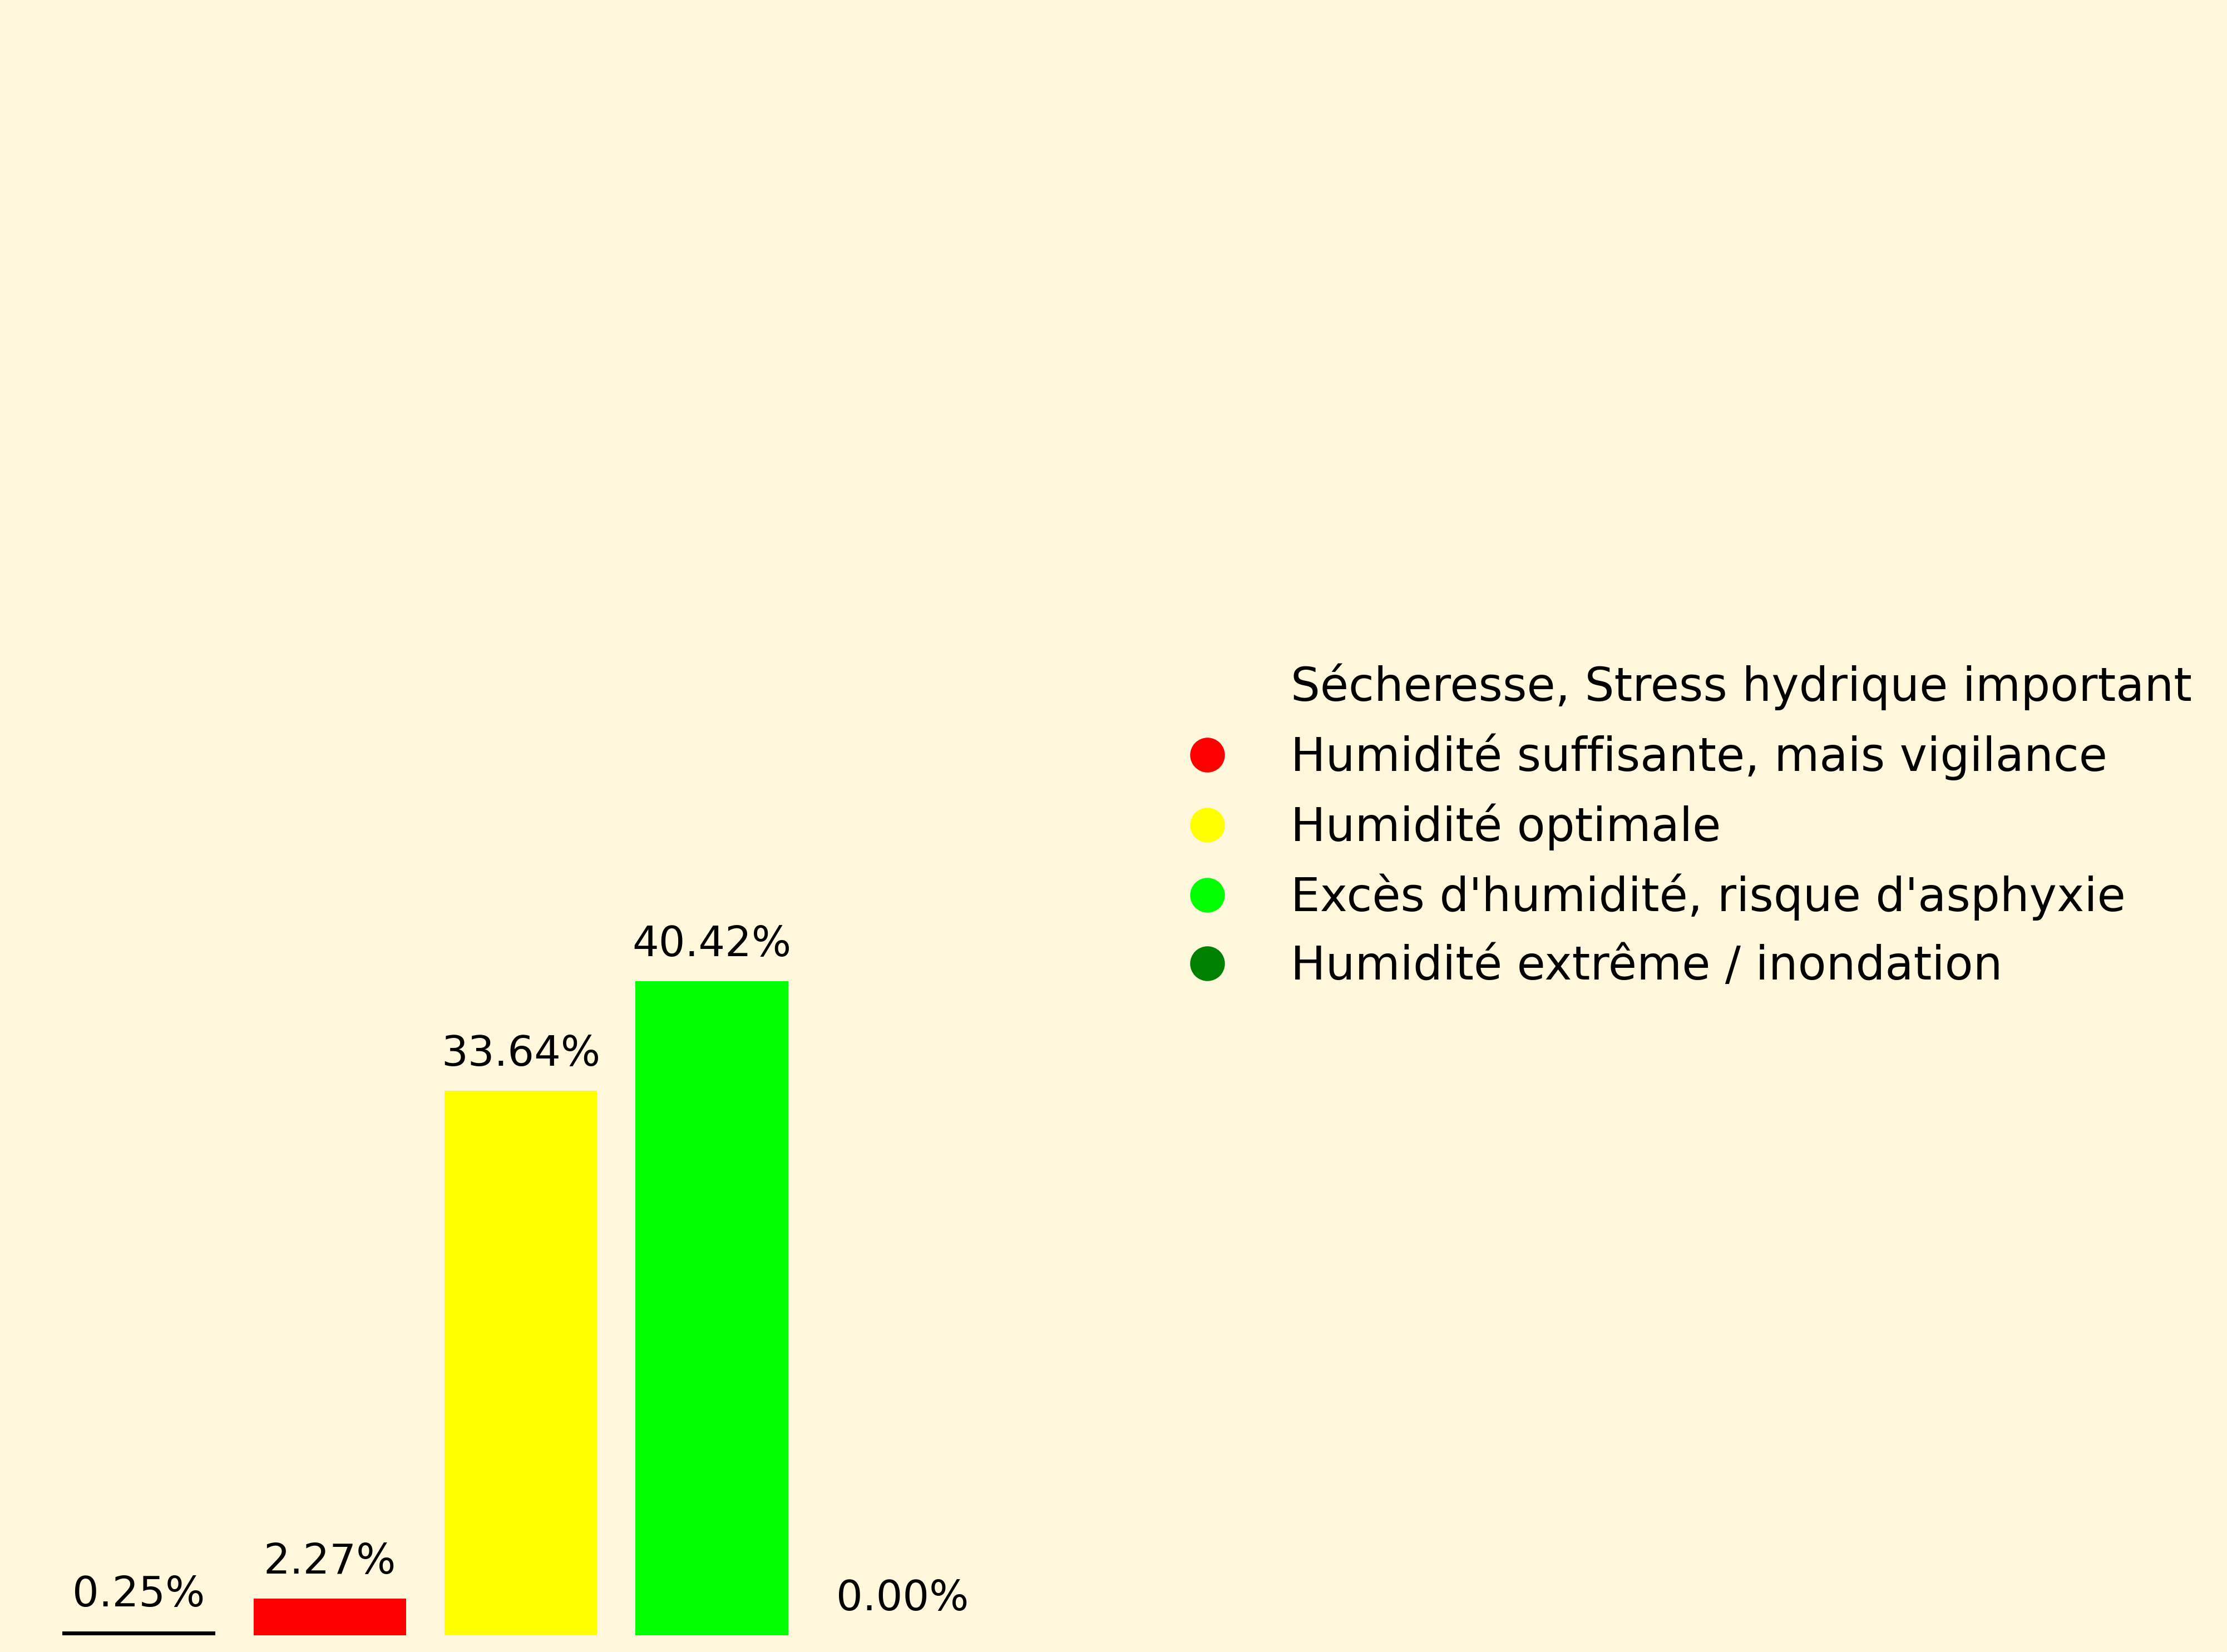 Sécheresse, Stress hydrique important
Humidité suffisante, mais vigilance
Humidité optimale
Excès d'humidité, risque d'asphyxie
Humidité extrême / inondation
40.42%
33.64%
2.27%
0.25%
0.00%